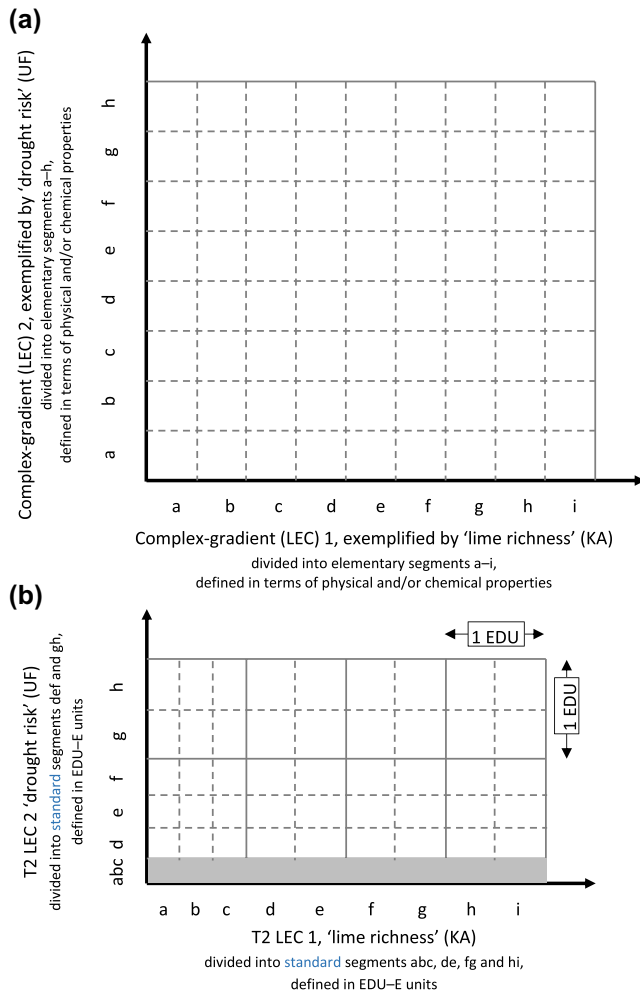 (a)
Complex-gradient (LEC) 2, exemplified by ‘drought risk’ (UF)
divided into elementary segments a–h,
defined in terms of physical and/or chemical properties
h
g
f
e
d
c
b
a
a b c d e f g h i
Complex-gradient (LEC) 1, exemplified by ‘lime richness’ (KA)
divided into elementary segments a–i,
defined in terms of physical and/or chemical properties
(b)
T2 LEC 2 ‘drought risk’ (UF)
divided into standard segments def and gh,
defined in EDU–E units
1 EDU
1 EDU
h
g
f
e
d
abc
a b c d e f g h i
T2 LEC 1, ‘lime richness’ (KA)
divided into standard segments abc, de, fg and hi,
defined in EDU–E units